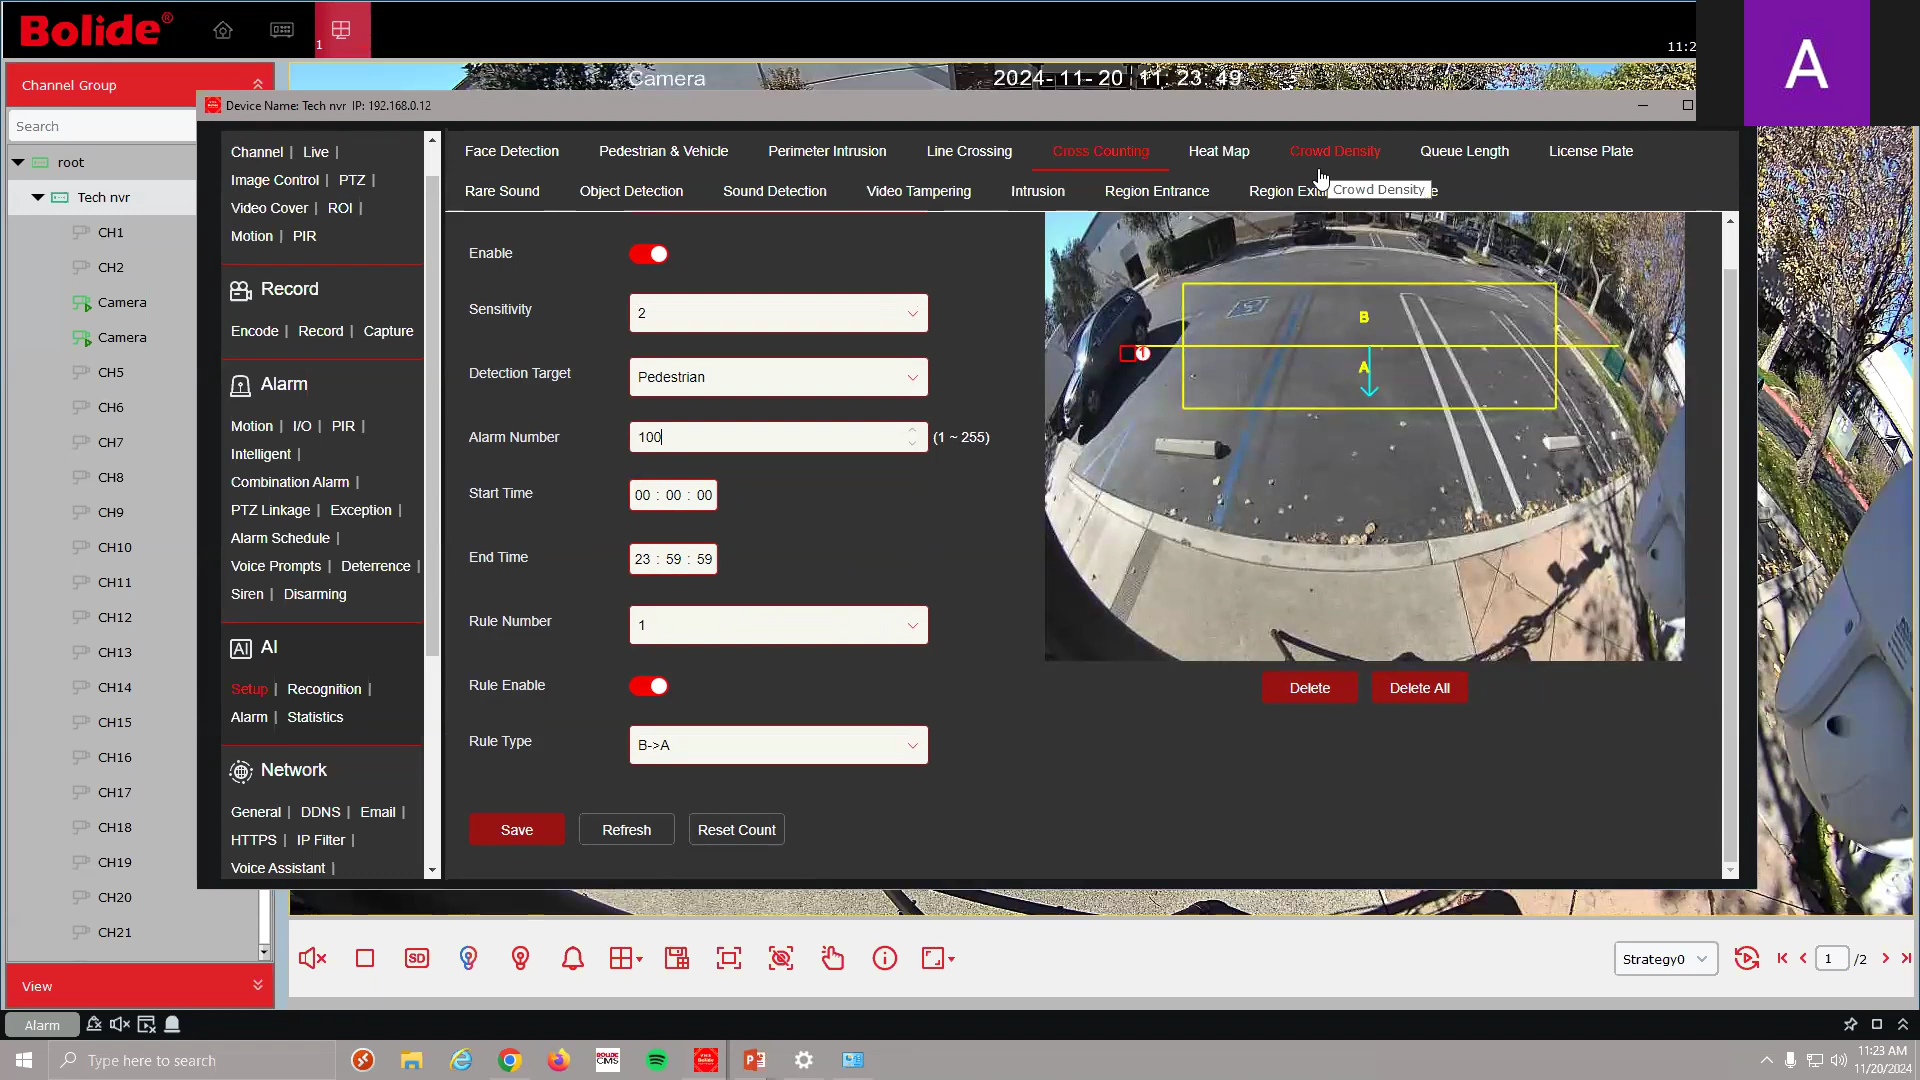 Bolide®
1
11:2
A
Channel Group
Camera
2024-11-20 11:23:49
Device Name: Tech nvr IP: 192.168.0.12
Search
root
Tech nvr
CH1
CH2
Camera
Camera
CH5
CH6
CH7
CH8
CH9
CH10
CH11
CH12
CH13
CH14
CH15
CH16
CH17
CH18
CH19
CH20
CH21
View
Channel | Live |
Image Control | PTZ |
Video Cover | ROI |
Motion | PIR
Record
Encode | Record | Capture
Alarm
Motion | I/O | PIR |
Intelligent |
Combination Alarm |
PTZ Linkage | Exception |
Alarm Schedule |
Voice Prompts | Deterrence |
Siren | Disarming
AI AI
Setup | Recognition |
Alarm | Statistics
Network
General | DDNS | Email |
HTTPS | IP Filter |
Voice Assistant |
Face Detection Pedestrian & Vehicle Perimeter Intrusion Line Crossing Cross Counting Heat Map Crowd Density Queue Length License Plate
Rare Sound Object Detection Sound Detection Video Tampering Intrusion Region Entrance Region Exi
Crowd Density
Enable
Sensitivity 2
Detection Target Pedestrian
Alarm Number 100 (1 ~ 255)
Start Time 00 : 00 : 00
End Time 23 : 59 : 59
Rule Number 1
Rule Enable
Rule Type B->A
Save Refresh Reset Count
B
1
A
Delete Delete All
SD
Strategy0
1 /2
Alarm
Type here to search
BOLIDE CMS
11:23 AM
11/20/2024